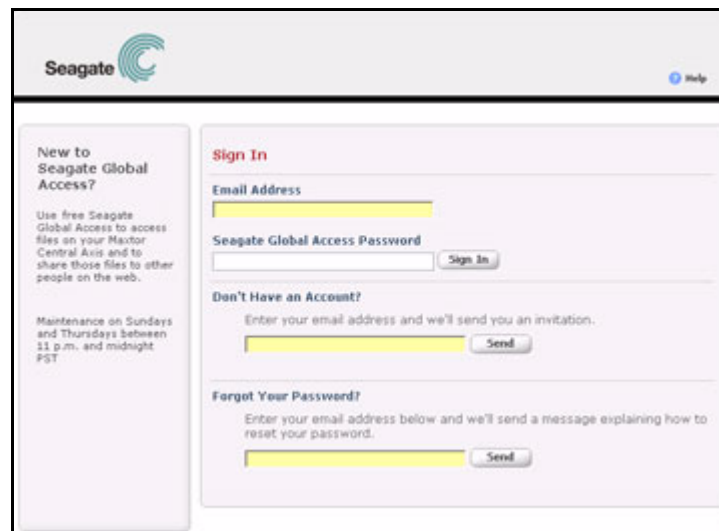 Seagate
Help
New to
Seagate Global
Access?
Use free Seagate
Global Access to access
files on your Maxtor
Central Axis and to
share those files to other
people on the web.
Maintenance on Sundays
and Thursdays between
11 p.m. and midnight
PST
Sign In
Email Address
Seagate Global Access Password
Sign In
Don't Have an Account?
Enter your email address and we'll send you an invitation.
Send
Forgot Your Password?
Enter your email address below and we'll send a message explaining how to
reset your password.
Send